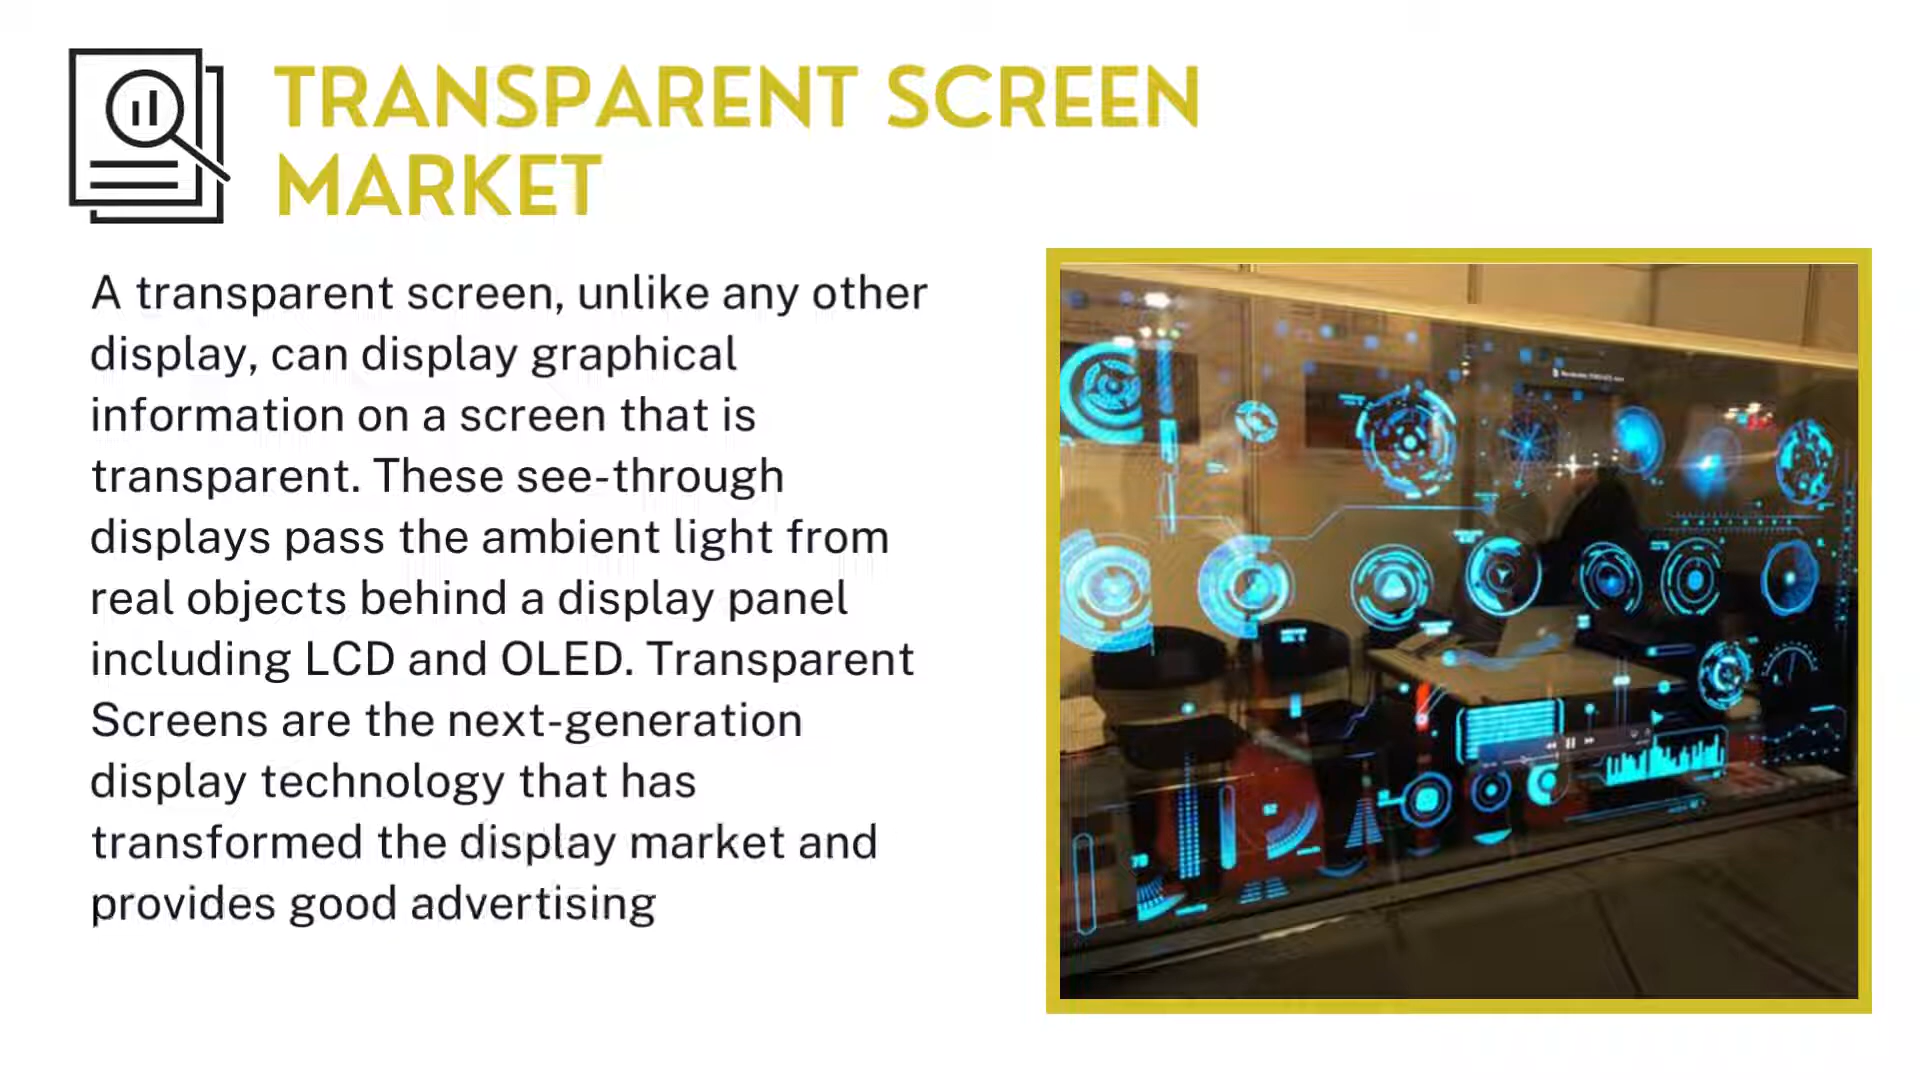 TRANSPARENT SCREEN
MARKET
A transparent screen, unlike any other
display, can display graphical
information on a screen that is
transparent. These see-through
displays pass the ambient light from
real objects behind a display panel
including LCD and OLED. Transparent
Screens are the next-generation
display technology that has
transformed the display market and
provides good advertising